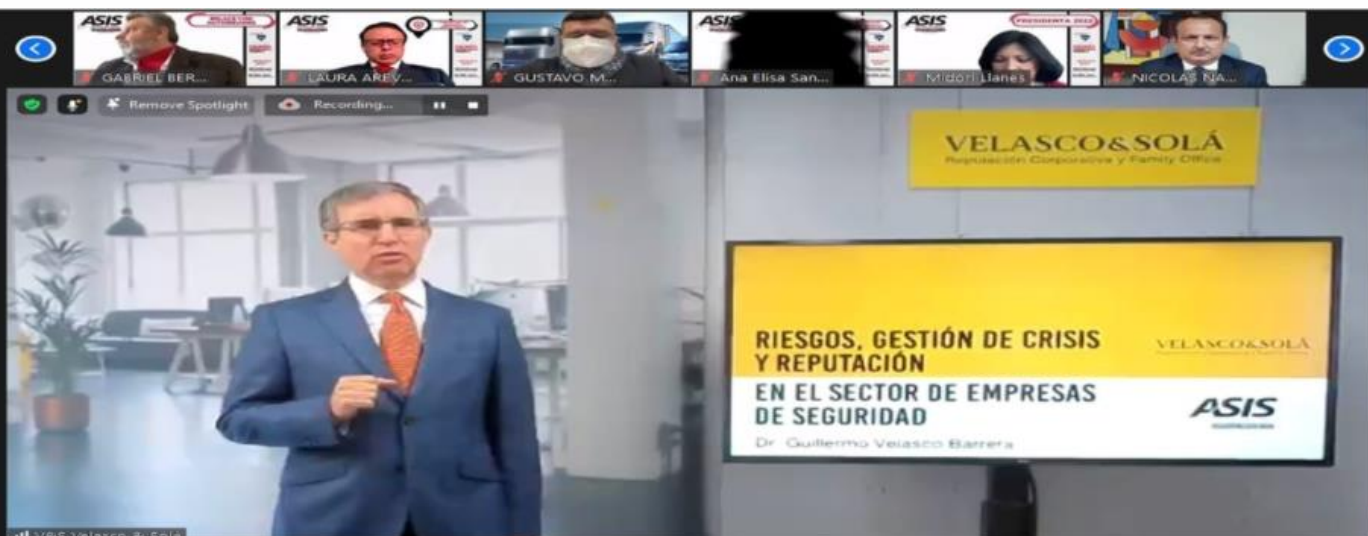 ASIS
ASIS
ASIS
ASIS
PRESIDENTA 2022
GABRIEL BER...
LAURA AREV...
GUSTAVO M...
Ana Elisa San...
Midori Llanes
NICOLAS NA...
Remove Spotlight
Recording...
VELASCO&SOLÁ
Reputación Corporativa y Family Office
RIESGOS, GESTIÓN DE CRISIS
Y REPUTACIÓN
VELASCO&SOLÁ
EN EL SECTOR DE EMPRESAS
DE SEGURIDAD
ASIS
Dr. Guillermo Velasco Barrera
V&S Velasco & Solá